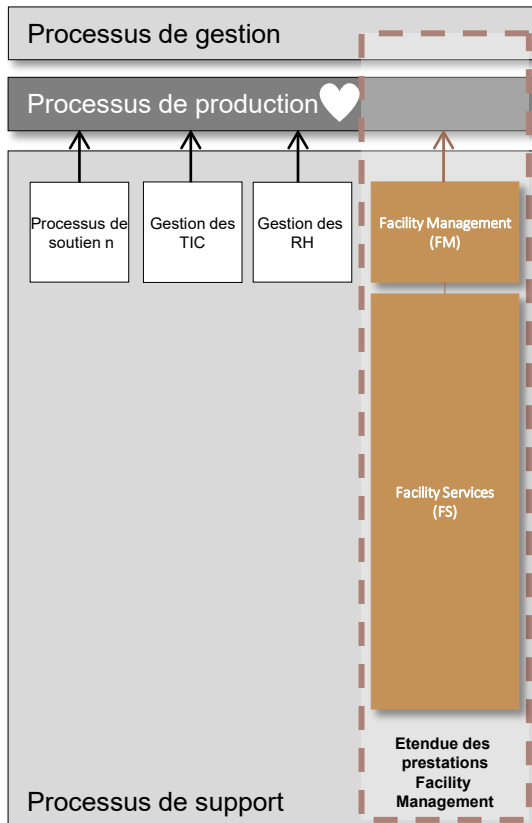 Processus de gestion
Processus de production
Processus de
soutien n
Gestion des
TIC
Gestion des
RH
Facility Management
(FM)
Facility Services
(FS)
Etendue des
prestations
Facility
Management
Processus de support